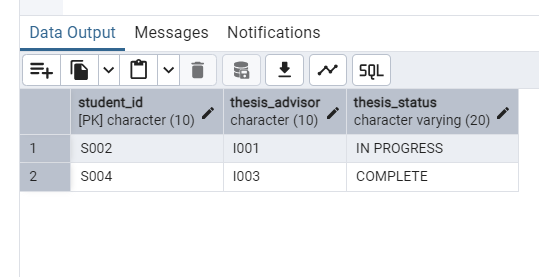 Data Output Messages Notifications
SQL
student_id thesis_advisor thesis_status
[PK] character (10) character (10) character varying (20)
1 S002 I001 IN PROGRESS
2 S004 I003 COMPLETE